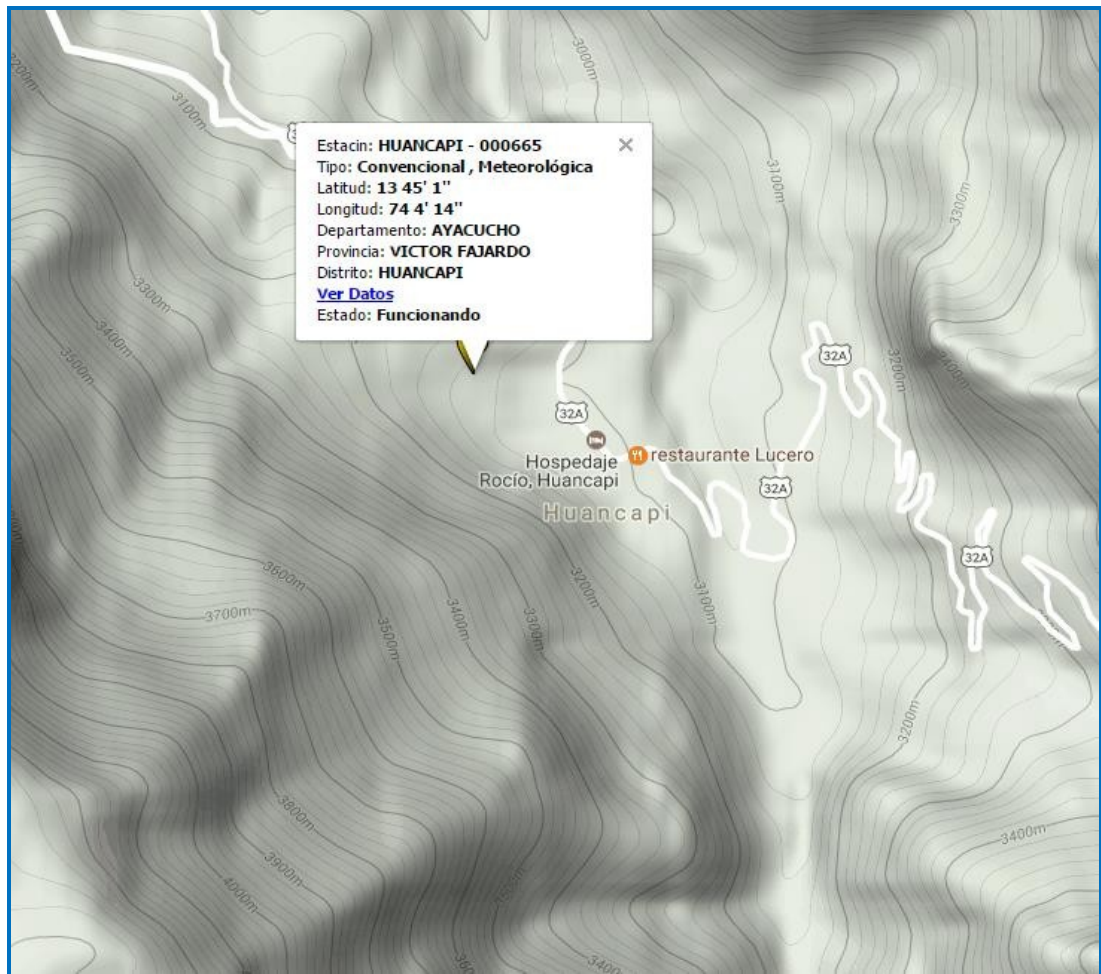 3000m
3200m
3100m
Estacin: HUANCAPI - 000665
Tipo: Convencional , Meteorológica
Latitud: 13 45' 1"
Longitud: 74 4' 14"
Departamento: AYACUCHO
Provincia: VICTOR FAJARDO
Distrito: HUANCAPI
Ver Datos
Estado: Funcionando
3100m
3300m
3300m
3400m
3500m
3200m
3400m
32A
32A
restaurante Lucero
Hospedaje
Rocío, Huancapi
32A
Huancapi
32A
3600m
3200m
3100m
3700m
3400m
3300m
3500m
3200m
3800m
3400m
3900m
4000m
3400m